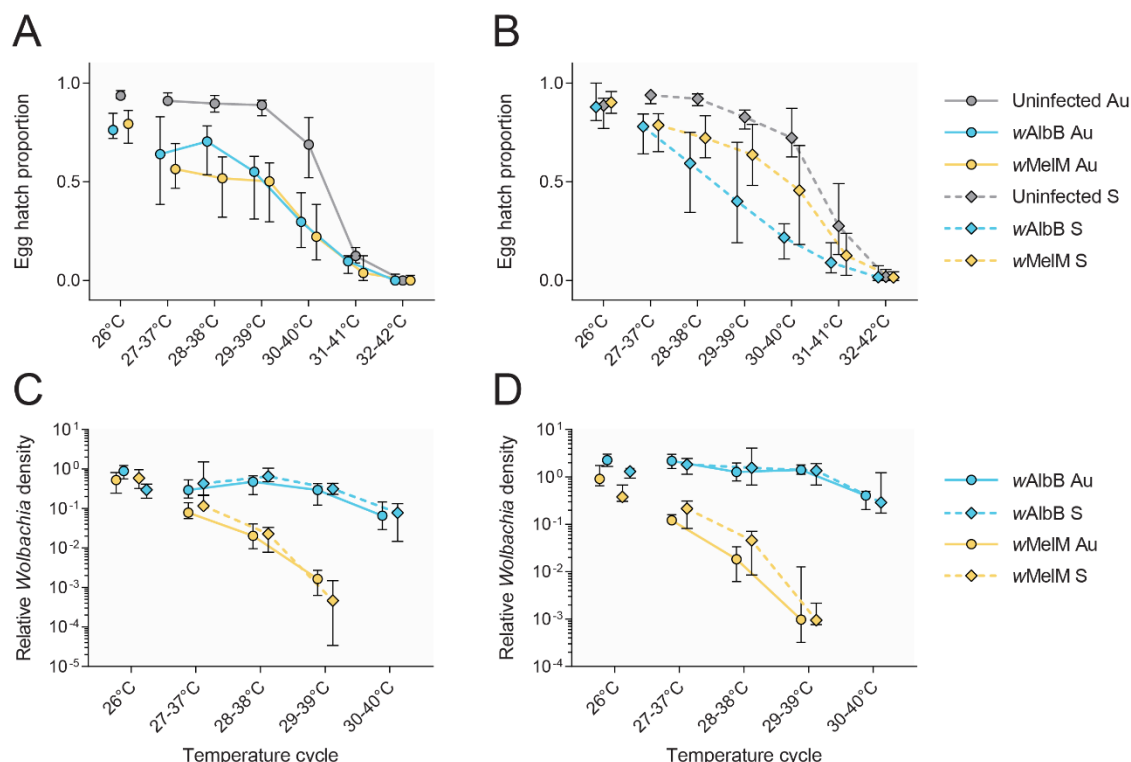 A
Egg hatch proportion
1.0
0.5
0.0
26°C
27-37°C
28-38°C
29-39°C
30-40°C
31-41°C
32-42°C
B
Egg hatch proportion
1.0
0.5
0.0
26°C
27-37°C
28-38°C
29-39°C
30-40°C
31-41°C
32-42°C
Uninfected Au
wAlbB Au
wMelM Au
Uninfected S
wAlbB S
wMelM S
C
Relative Wolbachia density
10¹
10⁰
10⁻¹
10⁻²
10⁻³
10⁻⁴
10⁻⁵
26°C
27-37°C
28-38°C
29-39°C
30-40°C
Temperature cycle
D
Relative Wolbachia density
10¹
10⁰
10⁻¹
10⁻²
10⁻³
10⁻⁴
26°C
27-37°C
28-38°C
29-39°C
30-40°C
Temperature cycle
wAlbB Au
wAlbB S
wMelM Au
wMelM S